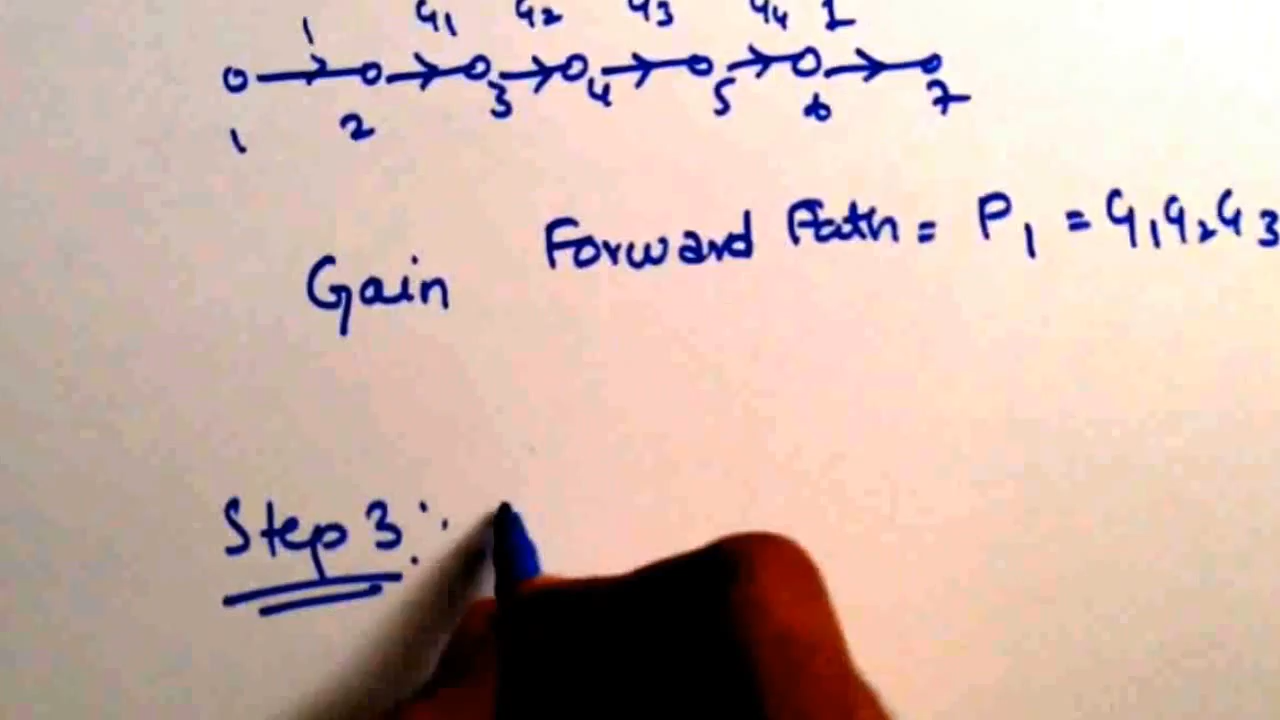 1 G1 G2 G3 G4 1
1 2 3 4 5 6 7
Gain Forward Path = P1 = G1G2G3
Step 3: